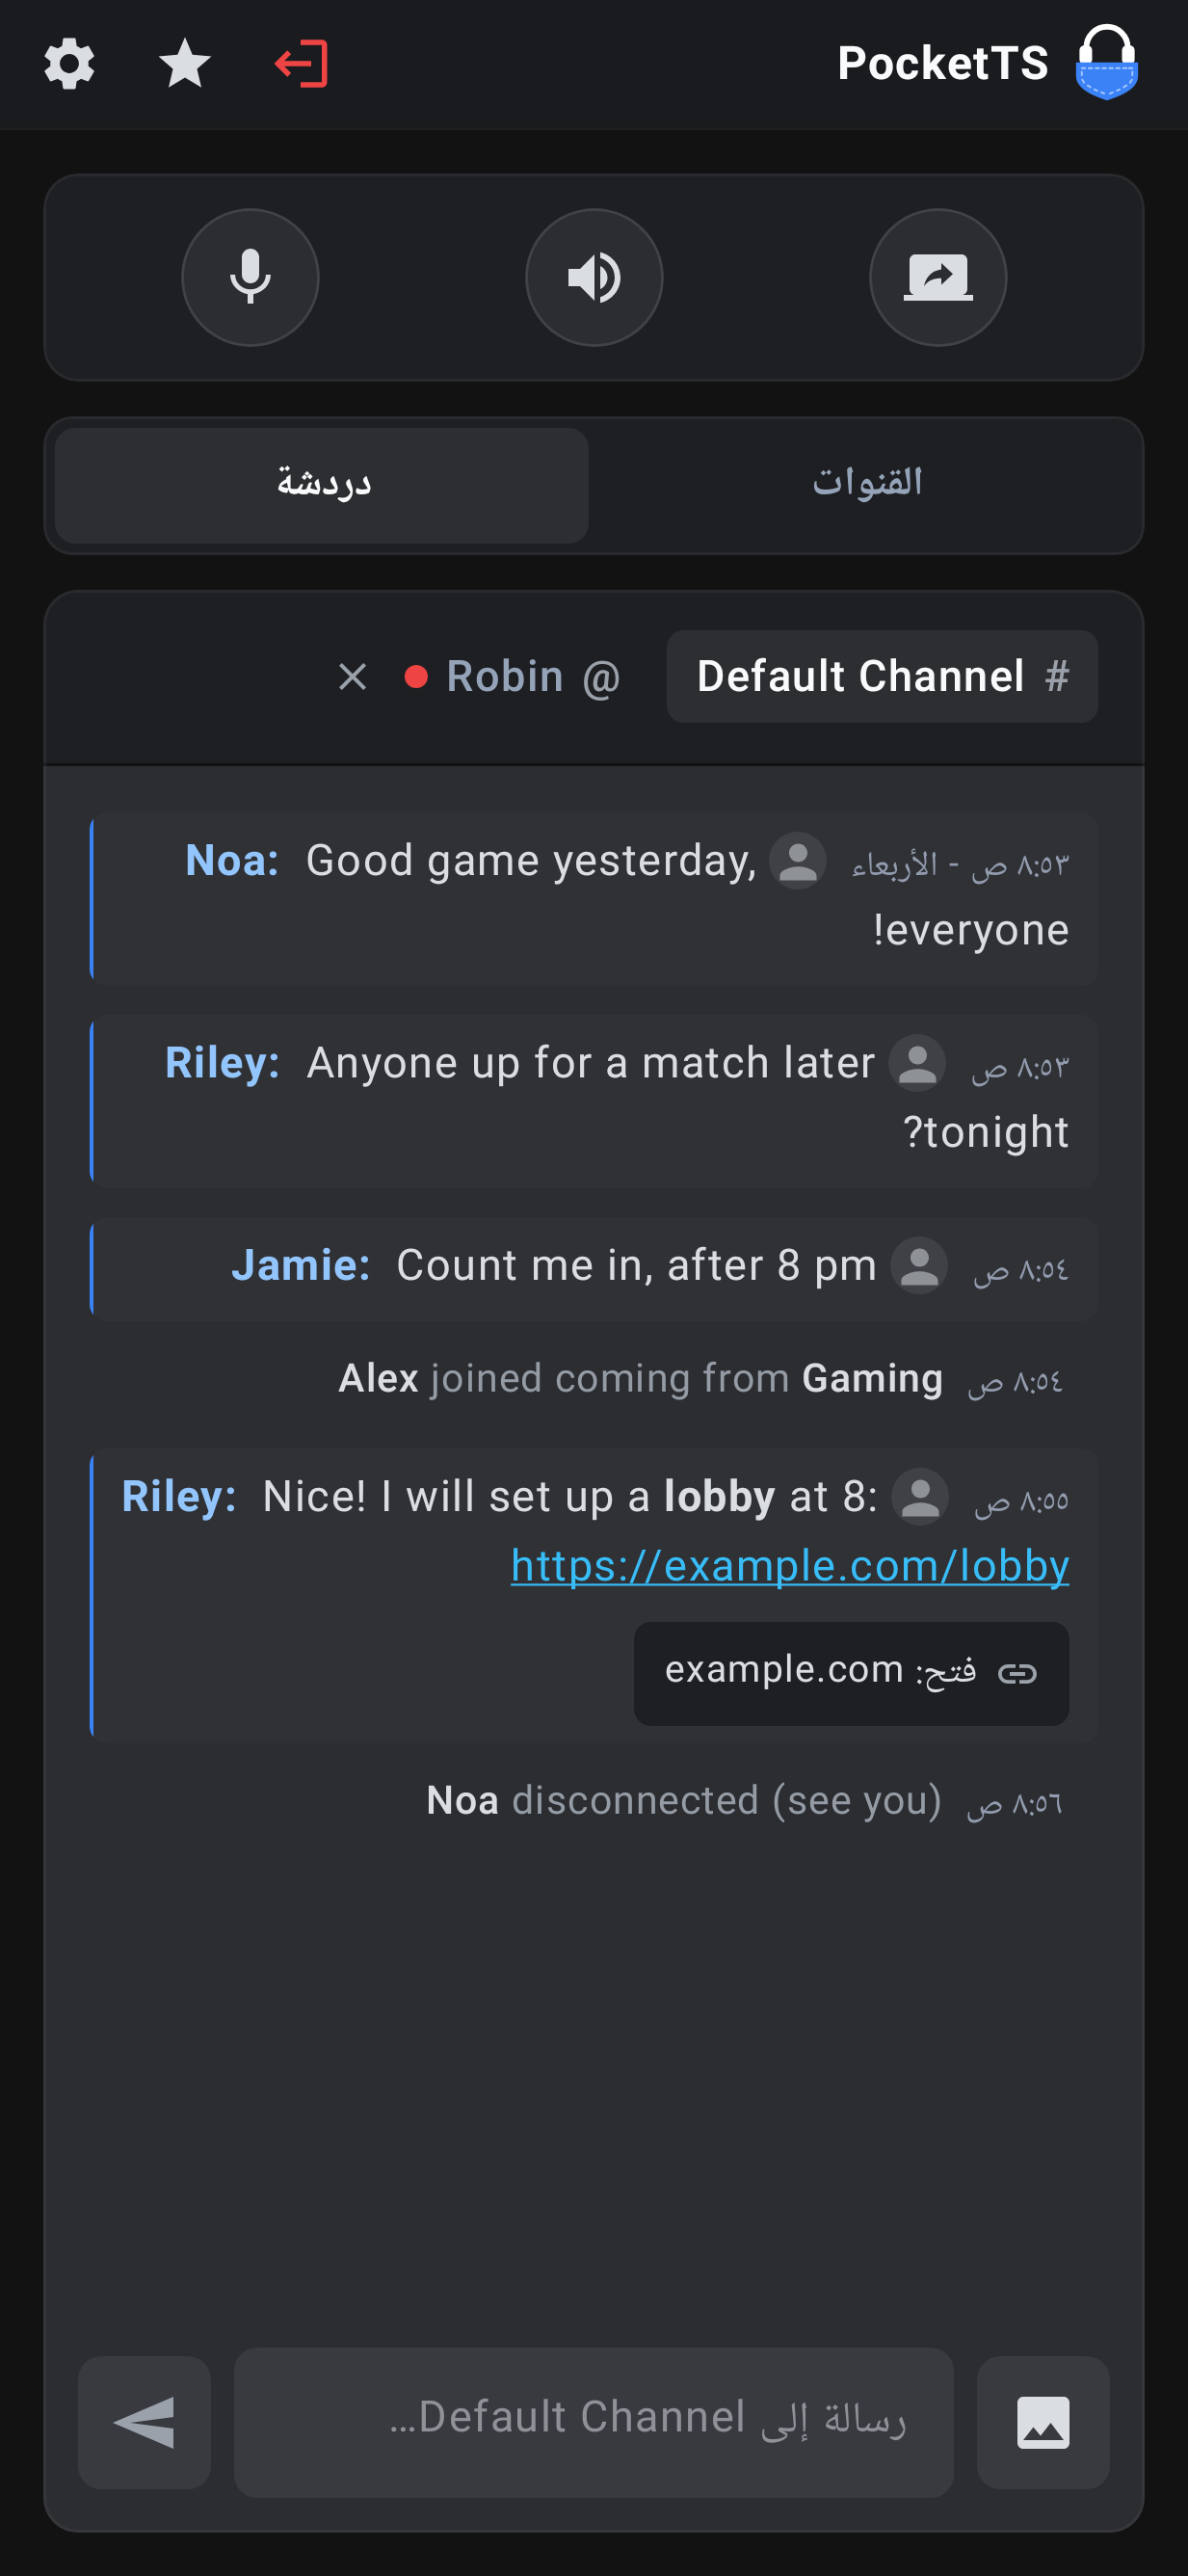 PocketTS
القنوات
دردشة
# Default Channel
@ Robin
٨:٥٣ ص - الأربعاء Noa: Good game yesterday,
everyone!
٨:٥٣ ص Riley: Anyone up for a match later
tonight?
٨:٥٤ ص Jamie: Count me in, after 8 pm
٨:٥٤ ص Alex joined coming from Gaming
٨:٥٥ ص Riley: Nice! I will set up a lobby at 8:
https://example.com/lobby
فتح: example.com
٨:٥٦ ص Noa disconnected (see you)
رسالة إلى Default Channel…